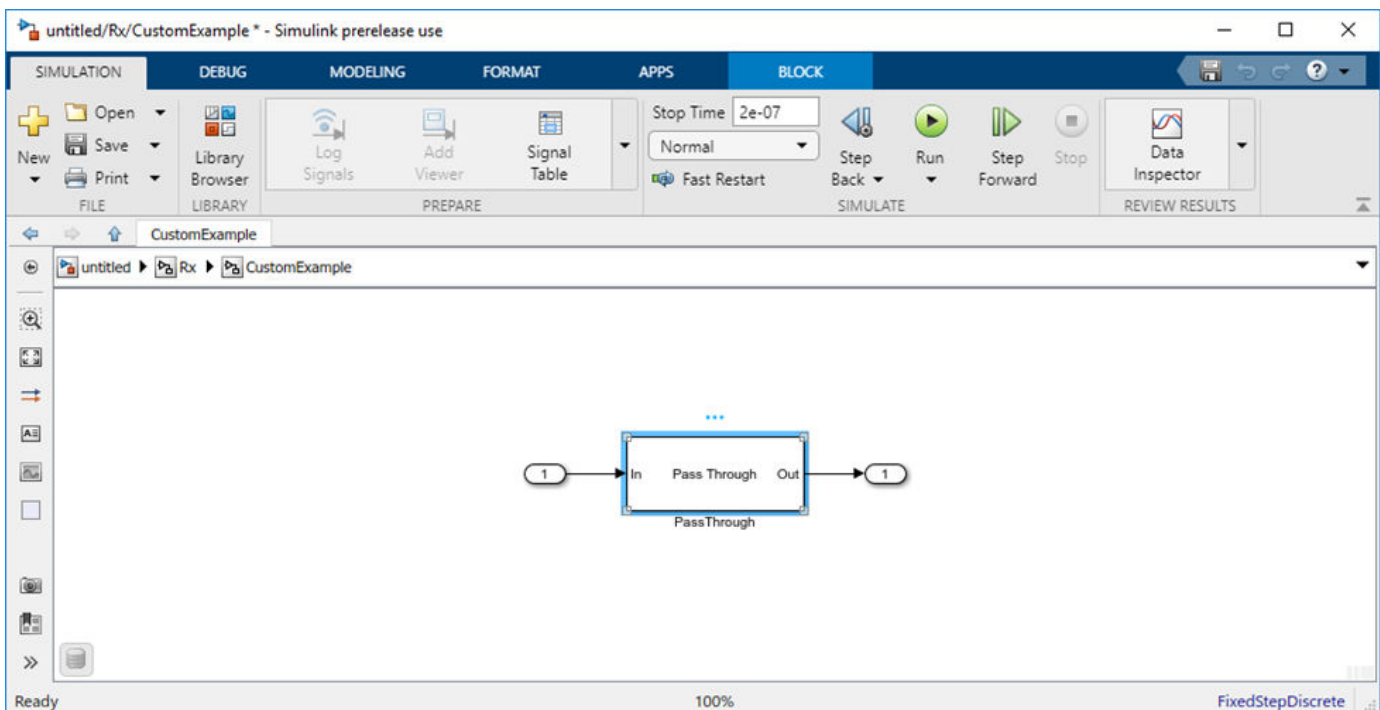 untitled/Rx/CustomExample * - Simulink prerelease use
SIMULATION DEBUG MODELING FORMAT APPS BLOCK
?
New
Open
Save
Print
FILE
Library
Browser
LIBRARY
Log
Signals
Add
Viewer
Signal
Table
PREPARE
Stop Time 2e-07
Normal
Fast Restart
Step
Back
Run
Step
Forward
Stop
SIMULATE
Data
Inspector
REVIEW RESULTS
CustomExample
untitled Rx CustomExample
1 In Pass Through Out 1
PassThrough
Ready 100% FixedStepDiscrete